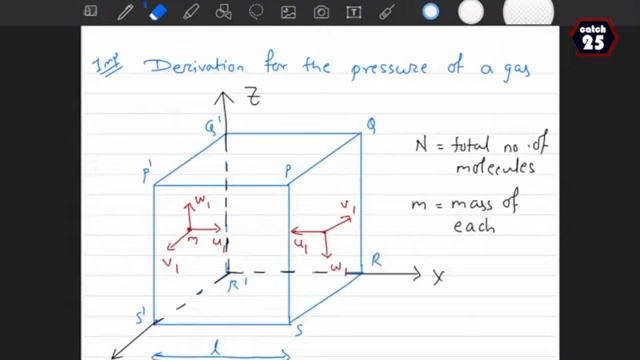 catch
25
Imp Derivation for the pressure of a gas
Z
Q' Q
N = total no. of
molecules
P' P
m = mass of
each
w1 v1
m u1 u1
v1 w1
R' R X
S' S
l